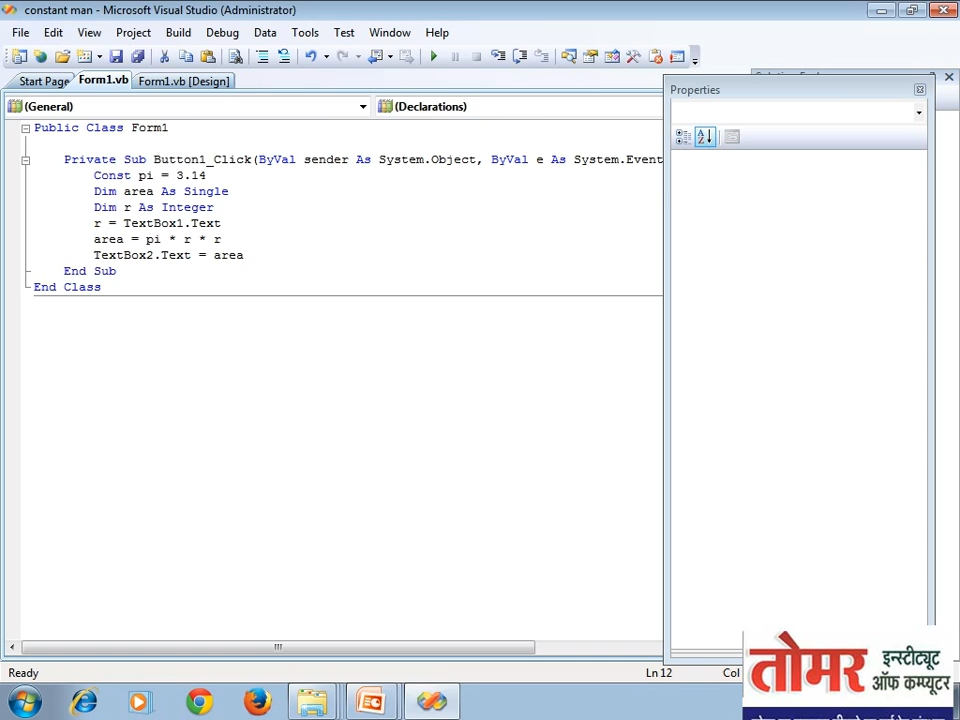 constant man - Microsoft Visual Studio (Administrator)
File Edit View Project Build Debug Data Tools Test Window Help
Start Page Form1.vb Form1.vb [Design]
Properties
(General) (Declarations)
Public Class Form1
Private Sub Button1_Click(ByVal sender As System.Object, ByVal e As System.Event
Const pi = 3.14
Dim area As Single
Dim r As Integer
r = TextBox1.Text
area = pi * r * r
TextBox2.Text = area
End Sub
End Class
Ready Ln 12 Col
तोमर इन्स्टीट्यूट
ऑफ कम्प्यूटर